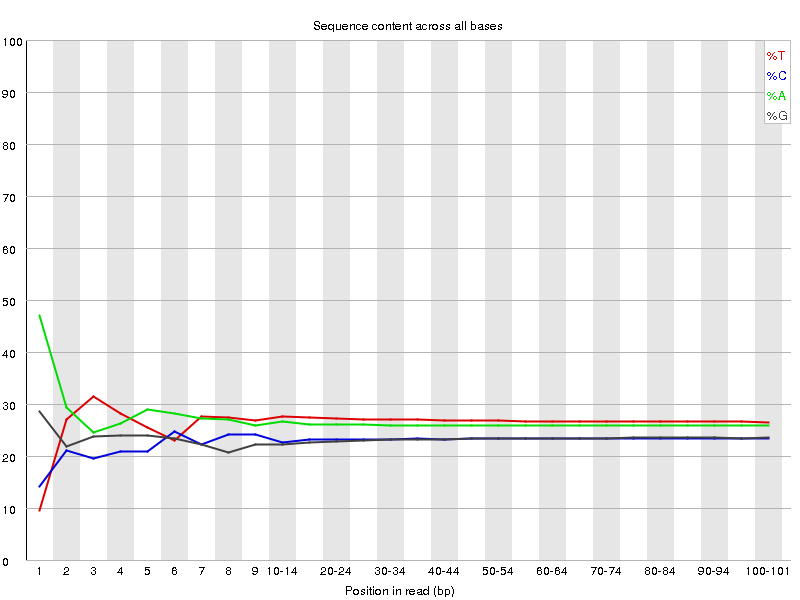 Sequence content across all bases
100
90
80
70
60
50
40
30
20
10
0
%T
%C
%A
%G
1 2 3 4 5 6 7 8 9 10-14 20-24 30-34 40-44 50-54 60-64 70-74 80-84 90-94 100-101
Position in read (bp)